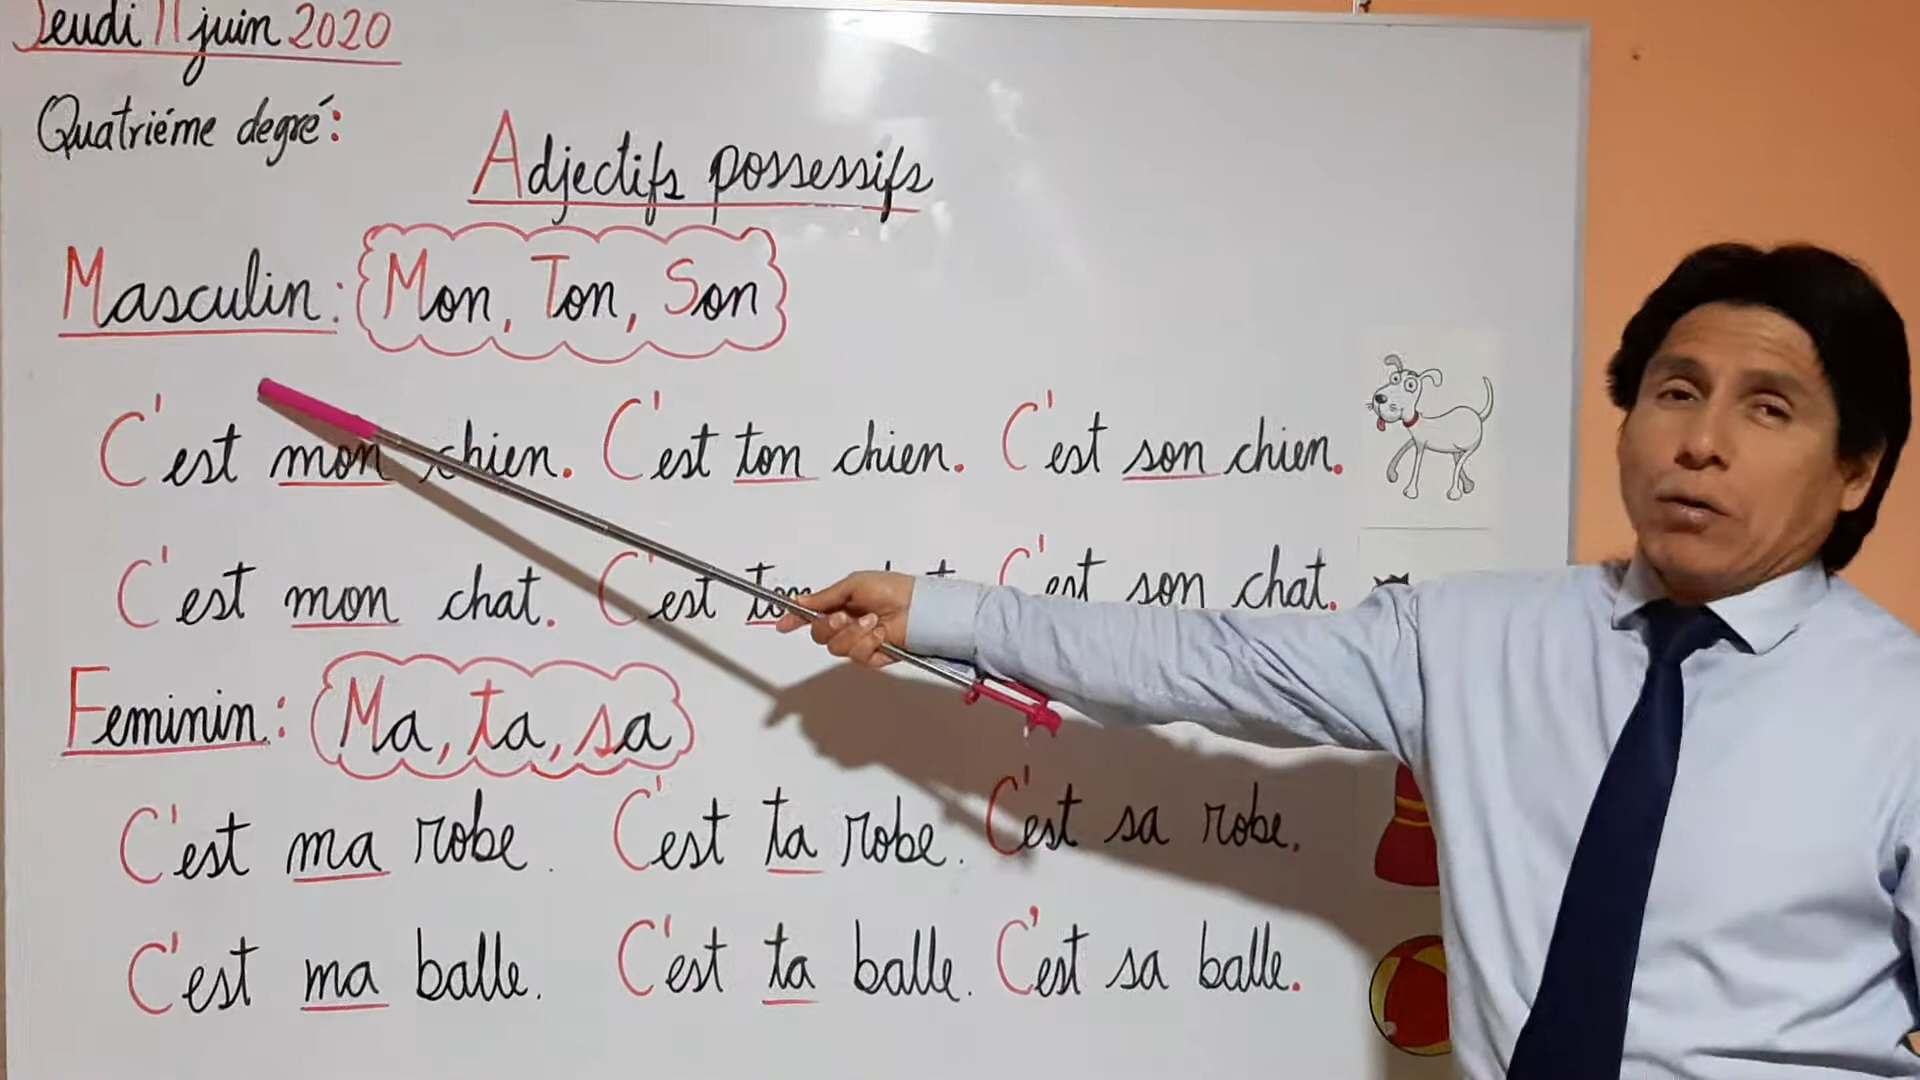 Jeudi 11 juin 2020
Quatriéme degré:
Adjectifs possessifs
Masculin: Mon, Ton, Son
C'est mon chien. C'est ton chien. C'est son chien.
C'est mon chat. C'est ton C'est son chat.
Feminin: Ma, ta, sa
C'est ma robe. C'est ta robe. C'est sa robe.
C'est ma balle. C'est ta balle. C'est sa balle.